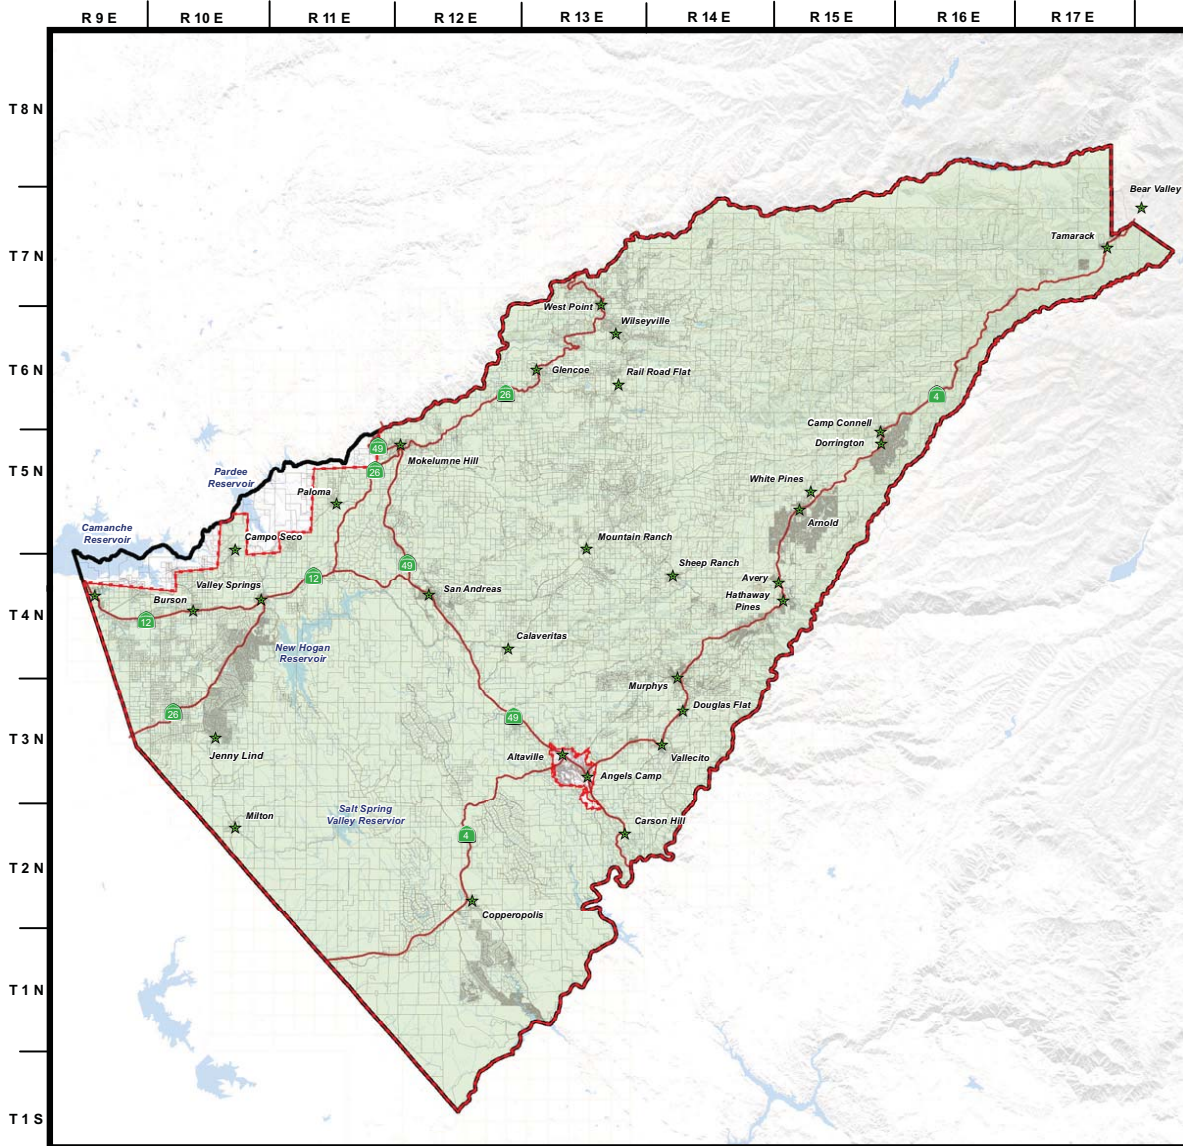 R 9 E
R 10 E
R 11 E
R 12 E
R 13 E
R 14 E
R 15 E
R 16 E
R 17 E
T 8 N
Bear Valley
Tamarack
T 7 N
West Point
Wilseyville
T 6 N
Glencoe
Rail Road Flat
26
4
Camp Connell
Dorrington
49
Mokelumne Hill
26
T 5 N
Pardee
Reservoir
White Pines
Paloma
Arnold
Camanche
Reservoir
Campo Seco
Mountain Ranch
49
Sheep Ranch
12
Avery
Valley Springs
San Andreas
Hathaway
Pines
Burson
T 4 N
12
Calaveritas
New Hogan
Reservoir
Murphys
Douglas Flat
26
49
T 3 N
Jenny Lind
Altaville
Vallecito
Angels Camp
Salt Spring
Valley Reservior
Milton
Carson Hill
4
T 2 N
Copperopolis
T 1 N
T 1 S